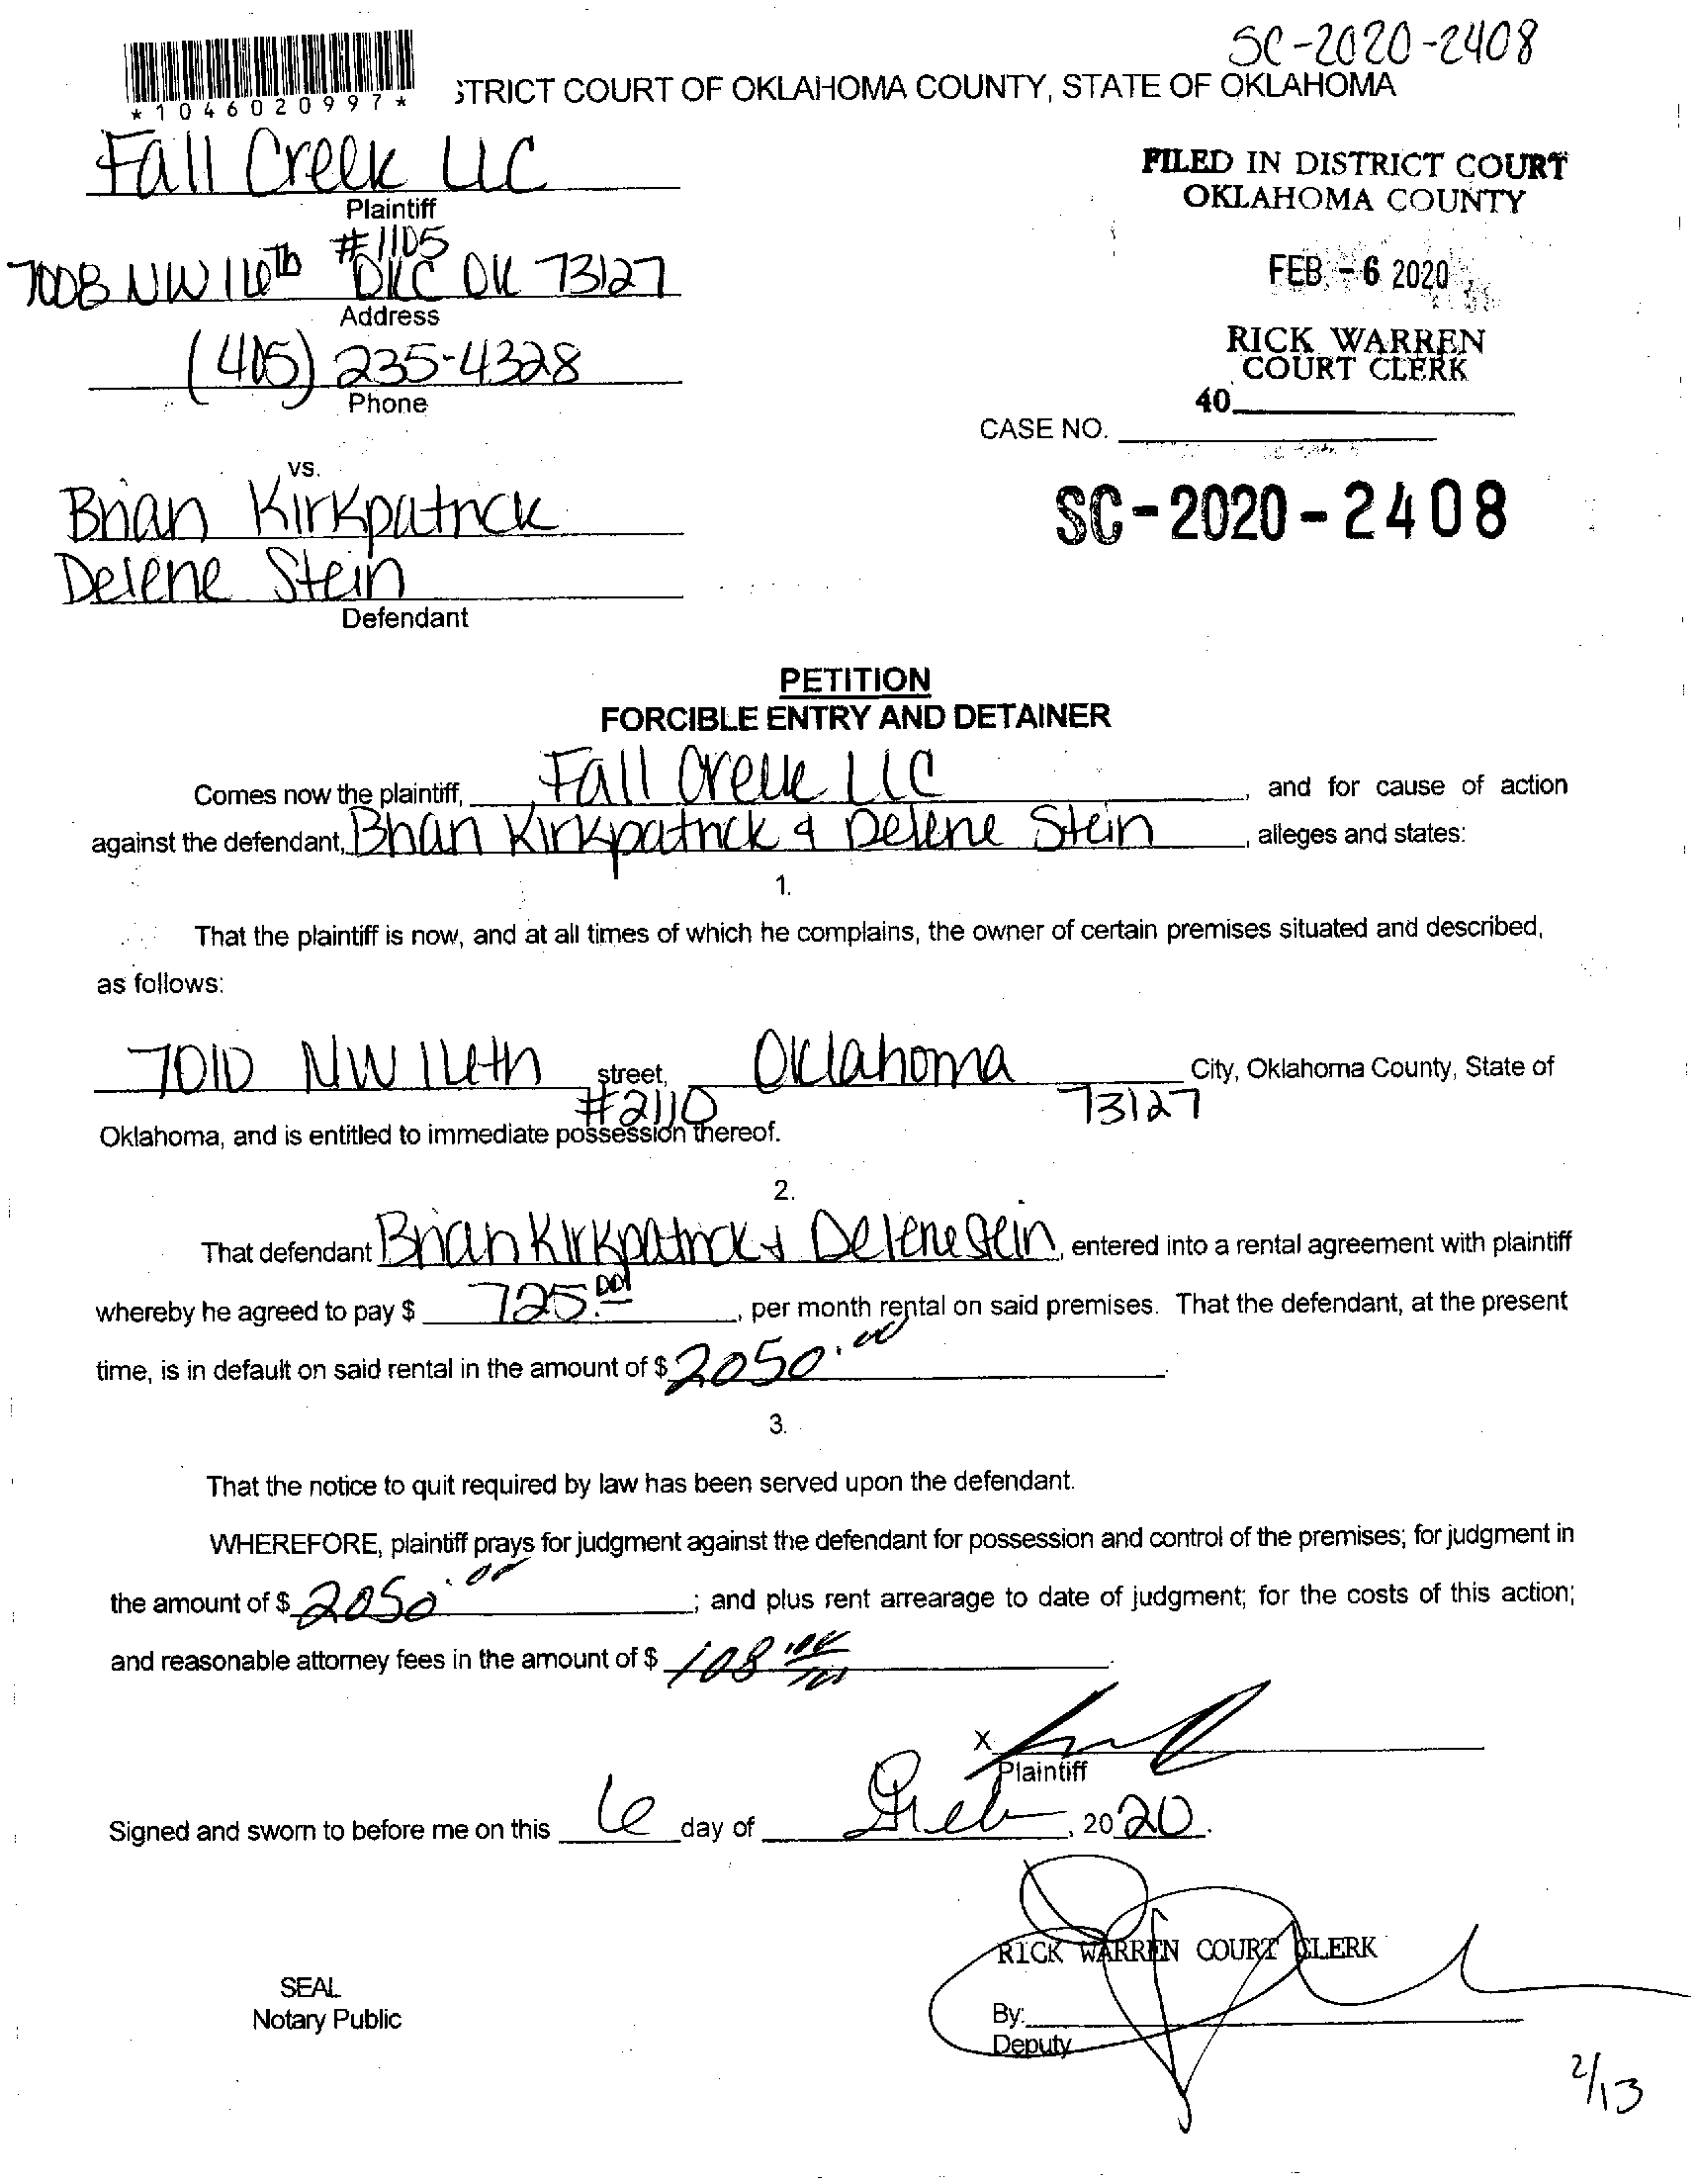 SC-2020-2408
STRICT COURT OF OKLAHOMA COUNTY, STATE OF OKLAHOMA
*1046020997*
Fall Creek LLC
Plaintiff
FILED IN DISTRICT COURT
OKLAHOMA COUNTY
#1105
7008 NW 16th OKC OK 73127
Address
FEB -6 2020
(405) 235-4328
Phone
RICK WARREN
COURT CLERK
40
CASE NO.
vs.
Brian Kirkpatrick
SC-2020-2408
Delene Stein
Defendant
PETITION
FORCIBLE ENTRY AND DETAINER
Comes now the plaintiff, Fall Creek LLC, and for cause of action
against the defendant, Brian Kirkpatrick & Delene Stein, alleges and states:
1.
That the plaintiff is now, and at all times of which he complains, the owner of certain premises situated and described,
as follows:
7010 NW 16th street, Oklahoma City, Oklahoma County, State of
#2110 73127
Oklahoma, and is entitled to immediate possession thereof.
2.
That defendant Brian Kirkpatrick & Delene Stein, entered into a rental agreement with plaintiff
whereby he agreed to pay $ 725.00, per month rental on said premises. That the defendant, at the present
time, is in default on said rental in the amount of $ 2050.00.
3.
That the notice to quit required by law has been served upon the defendant.
WHEREFORE, plaintiff prays for judgment against the defendant for possession and control of the premises; for judgment in
the amount of $ 2050.00; and plus rent arrearage to date of judgment; for the costs of this action;
and reasonable attorney fees in the amount of $ 108
X
Plaintiff
Signed and sworn to before me on this 6 day of Feb, 2020.
RICK WARREN COURT CLERK
SEAL
Notary Public
By:
Deputy
2/13